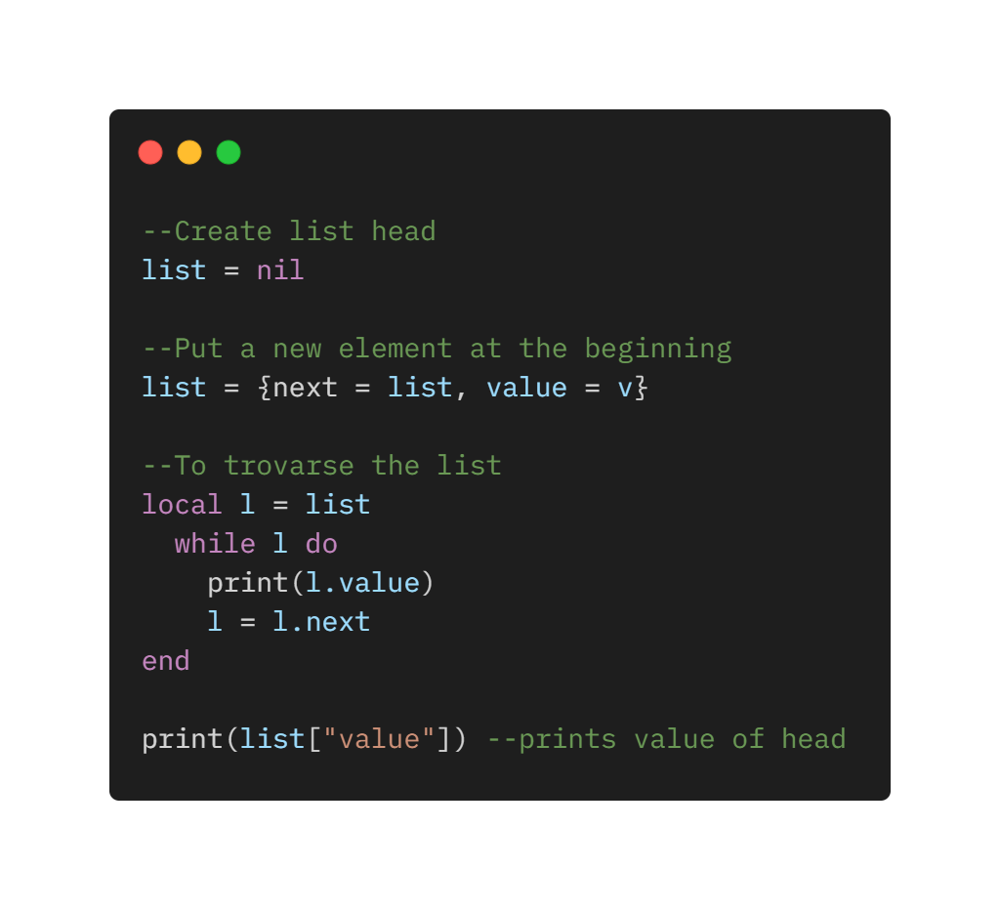 --Create list head
list = nil
--Put a new element at the beginning
list = {next = list, value = v}
--To trovarse the list
local l = list
while l do
print(l.value)
l = l.next
end
print(list["value"]) --prints value of head